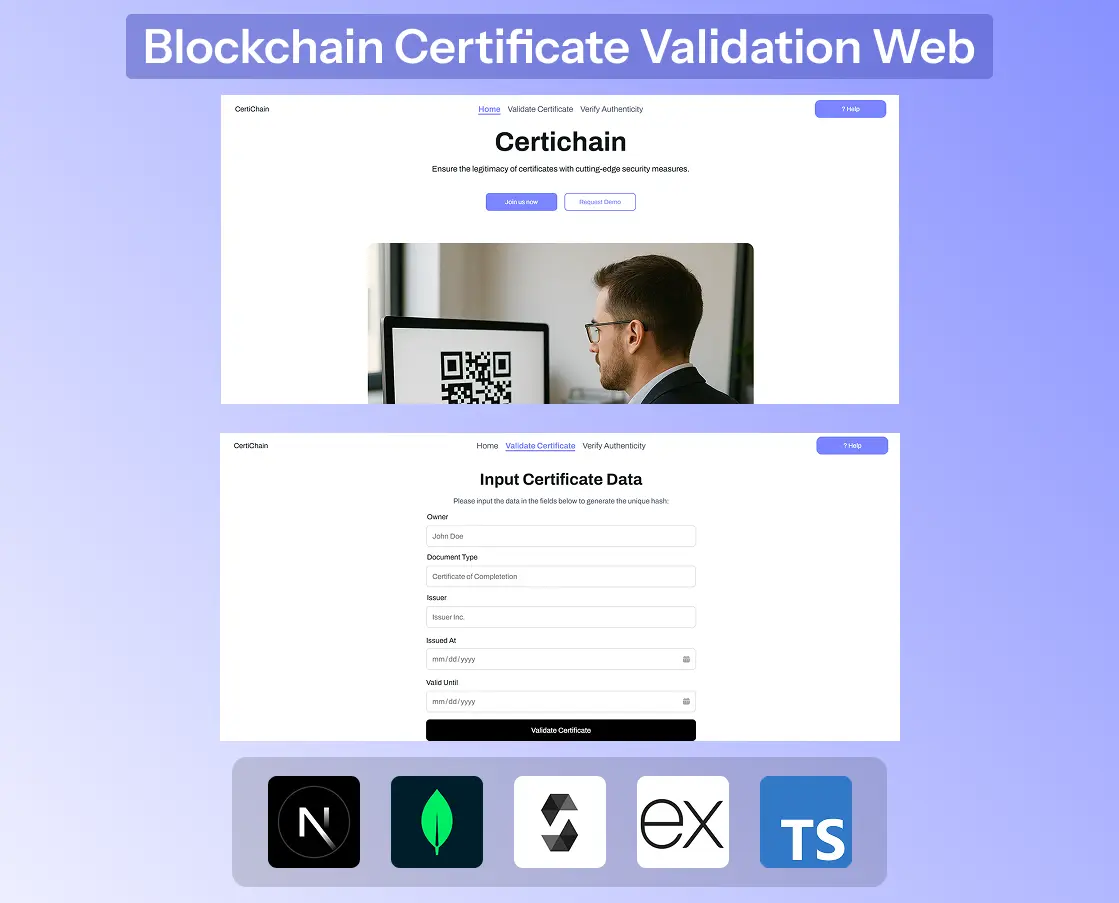 Blockchain Certificate Validation Web
CertiChain
Home Validate Certificate Verify Authenticity
? Help
Certichain
Ensure the legitimacy of certificates with cutting-edge security measures.
Join us now
Request Demo
CertiChain
Home Validate Certificate Verify Authenticity
? Help
Input Certificate Data
Please input the data in the fields below to generate the unique hash:
Owner
John Doe
Document Type
Certificate of Completetion
Issuer
Issuer Inc.
Issued At
mm/dd/yyyy
Valid Until
mm/dd/yyyy
Validate Certificate
N
ex
TS